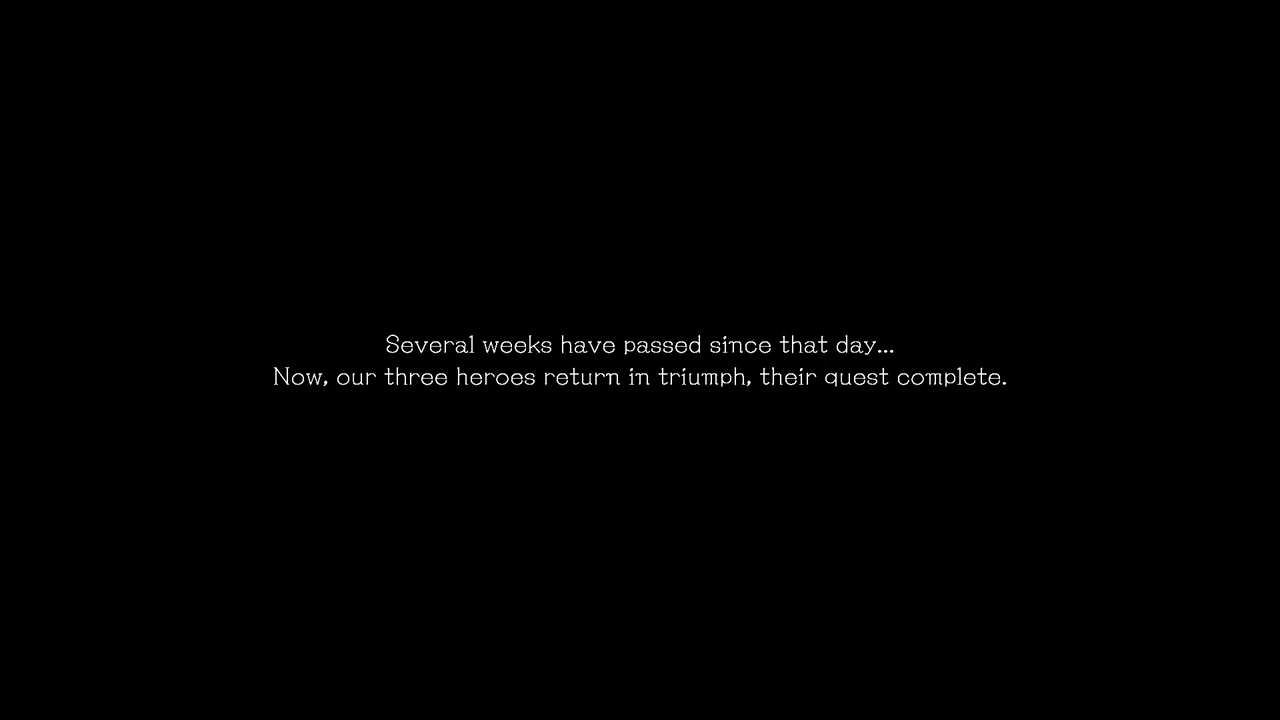 Several weeks have passed since that day...
Now, our three heroes return in triumph, their quest complete.